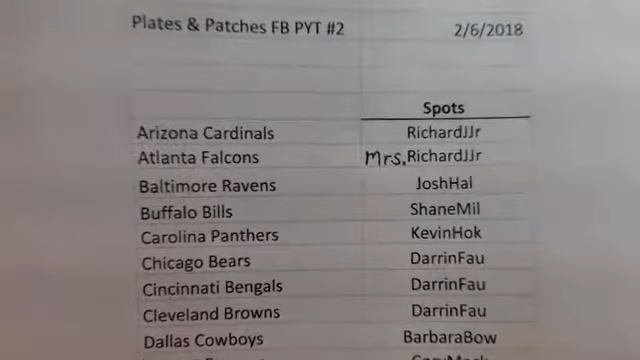 Plates & Patches FB PYT #2 2/6/2018
Spots
Arizona Cardinals RichardJJr
Atlanta Falcons Mrs. RichardJJr
Baltimore Ravens JoshHai
Buffalo Bills ShaneMil
Carolina Panthers KevinHok
Chicago Bears DarrinFau
Cincinnati Bengals DarrinFau
Cleveland Browns DarrinFau
Dallas Cowboys BarbaraBow